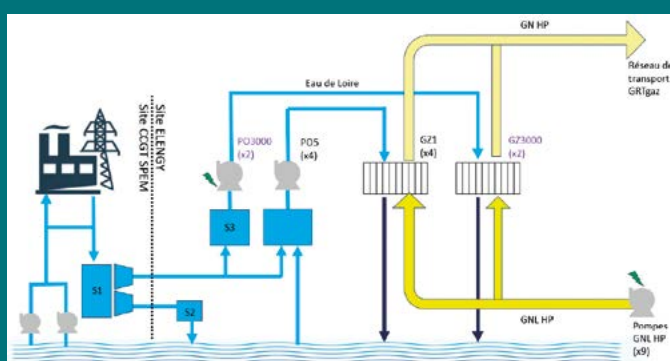 GN HP
Réseau de
transport
GRTgaz
Eau de Loire
Site ELENGY
Site CCGT SPEM
PO3000
(x2)
PO5
(x4)
GZ1
(x4)
GZ3000
(x2)
S3
S1
S2
GNL HP
Pompes
GNL HP
(x9)